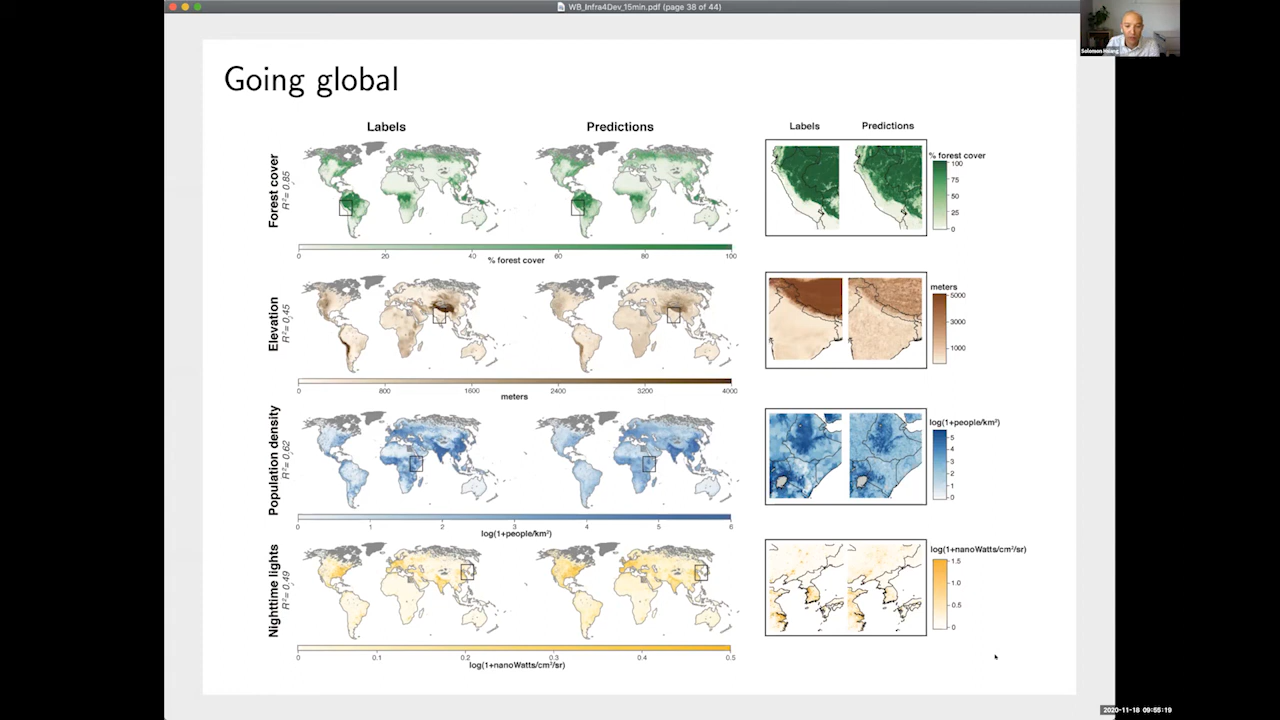 WB_Infra4Dev_15min.pdf (page 38 of 44)
Solomon Hsiang
Going global
Labels
Predictions
Labels
Predictions
Forest cover
R²= 0,85
0
20
40
60
80
100
% forest cover
% forest cover
100
75
50
25
0
Elevation
R²= 0,45
0
800
1600
2400
3200
4000
meters
meters
5000
3000
1000
Population density
R²= 0,62
0
1
2
3
4
5
6
log(1+people/km²)
log(1+people/km²)
5
4
3
2
1
0
Nighttime lights
R²= 0,49
0
0.1
0.2
0.3
0.4
0.5
log(1+nanoWatts/cm²/sr)
log(1+nanoWatts/cm²/sr)
1.5
1.0
0.5
0
2020-11-18 09:55:19